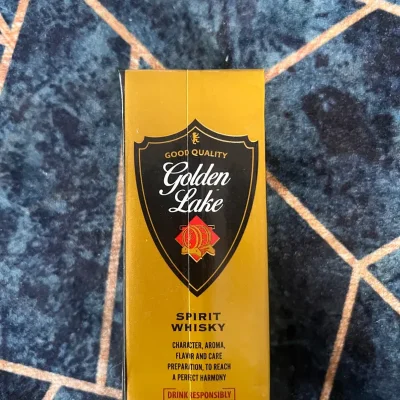 GOOD QUALITY
Golden
Lake
SPIRIT
WHISKY
CHARACTER, AROMA,
FLAVOR AND CARE
PREPARATION, TO REACH
A PERFECT HARMONY
DRINK RESPONSIBLY